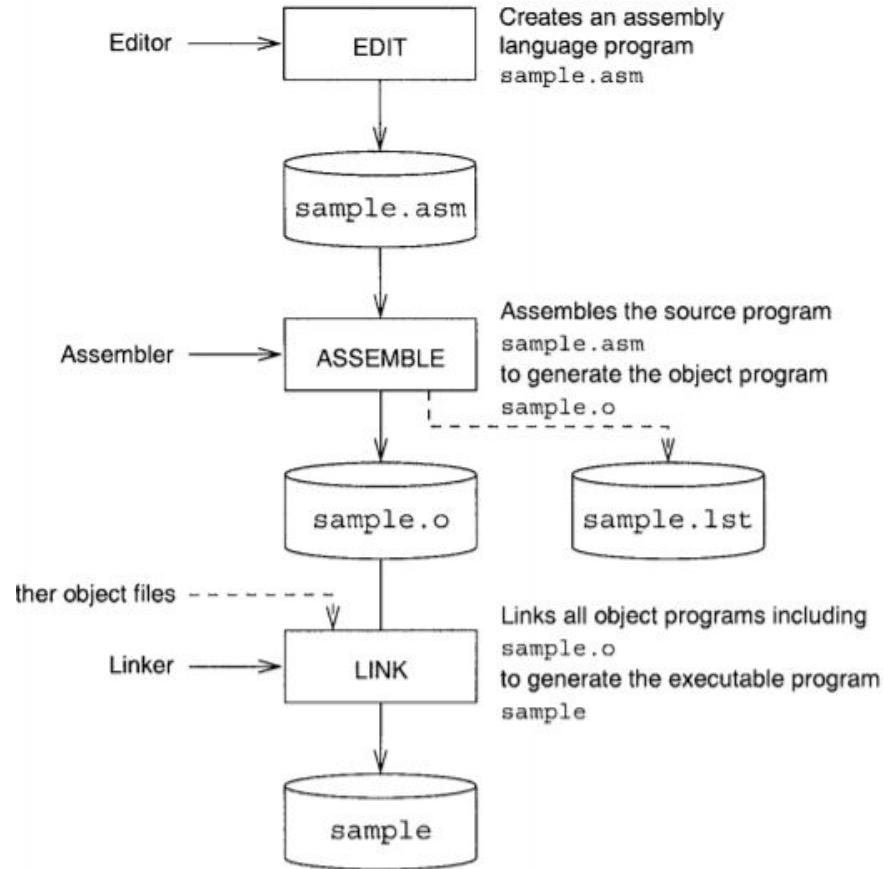 Editor
EDIT
Creates an assembly
language program
sample.asm
sample.asm
Assembler
ASSEMBLE
Assembles the source program
sample.asm
to generate the object program
sample.o
sample.o
sample.lst
ther object files
Linker
LINK
Links all object programs including
sample.o
to generate the executable program
sample
sample